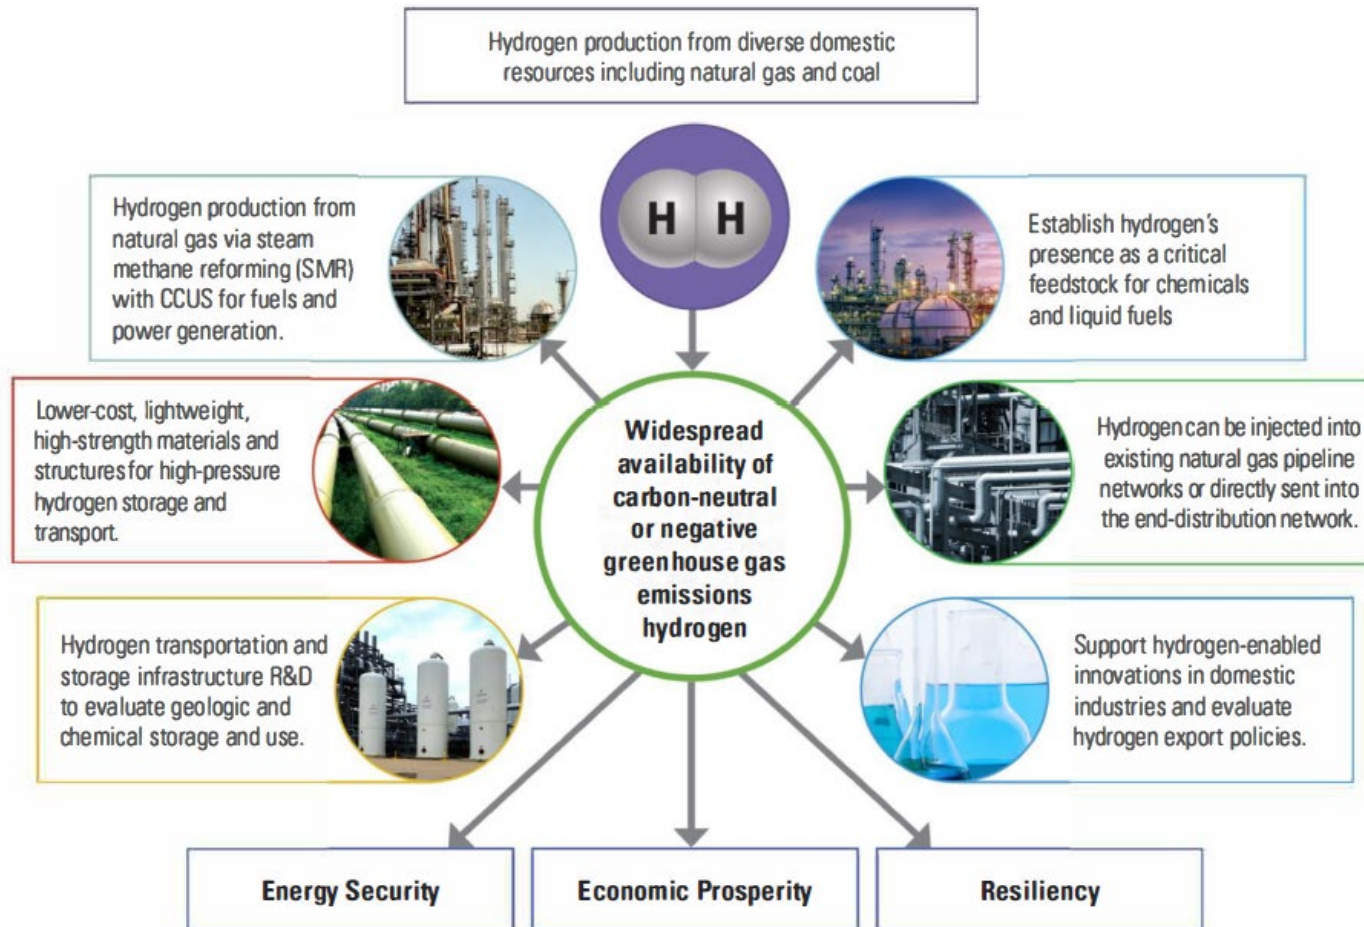 Hydrogen production from diverse domestic
resources including natural gas and coal
H H
Hydrogen production from
natural gas via steam
methane reforming (SMR)
with CCUS for fuels and
power generation.
Establish hydrogen's
presence as a critical
feedstock for chemicals
and liquid fuels
Lower-cost, lightweight,
high-strength materials and
structures for high-pressure
hydrogen storage and
transport.
Widespread
availability of
carbon-neutral
or negative
greenhouse gas
emissions
hydrogen
Hydrogen can be injected into
existing natural gas pipeline
networks or directly sent into
the end-distribution network.
Hydrogen transportation and
storage infrastructure R&D
to evaluate geologic and
chemical storage and use.
Support hydrogen-enabled
innovations in domestic
industries and evaluate
hydrogen export policies.
Energy Security
Economic Prosperity
Resiliency